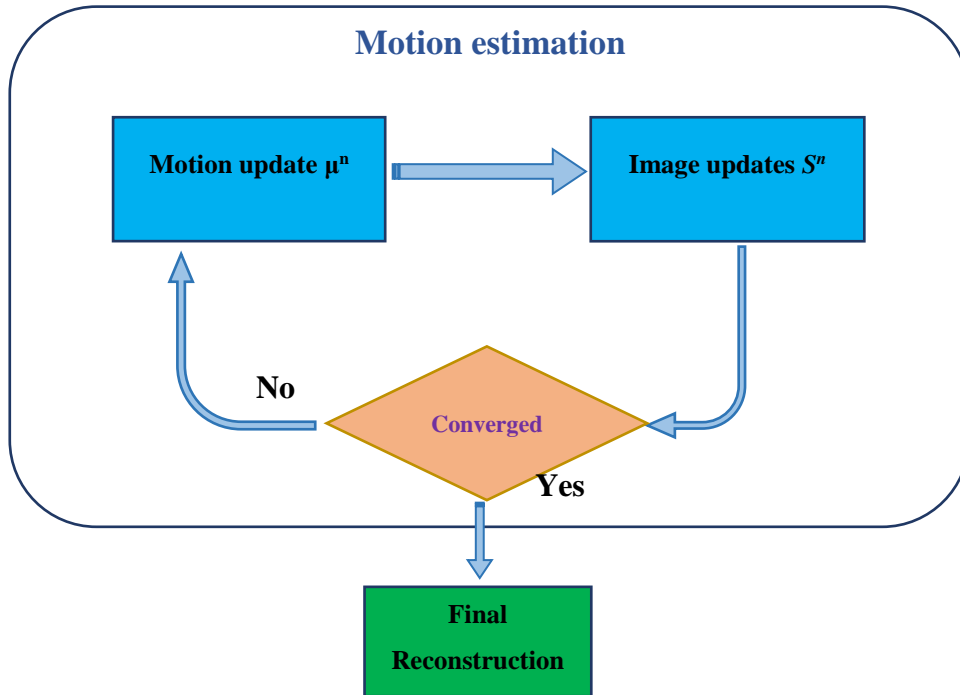 Motion estimation
Motion update μⁿ
Image updates Sⁿ
No
Converged
Yes
Final
Reconstruction